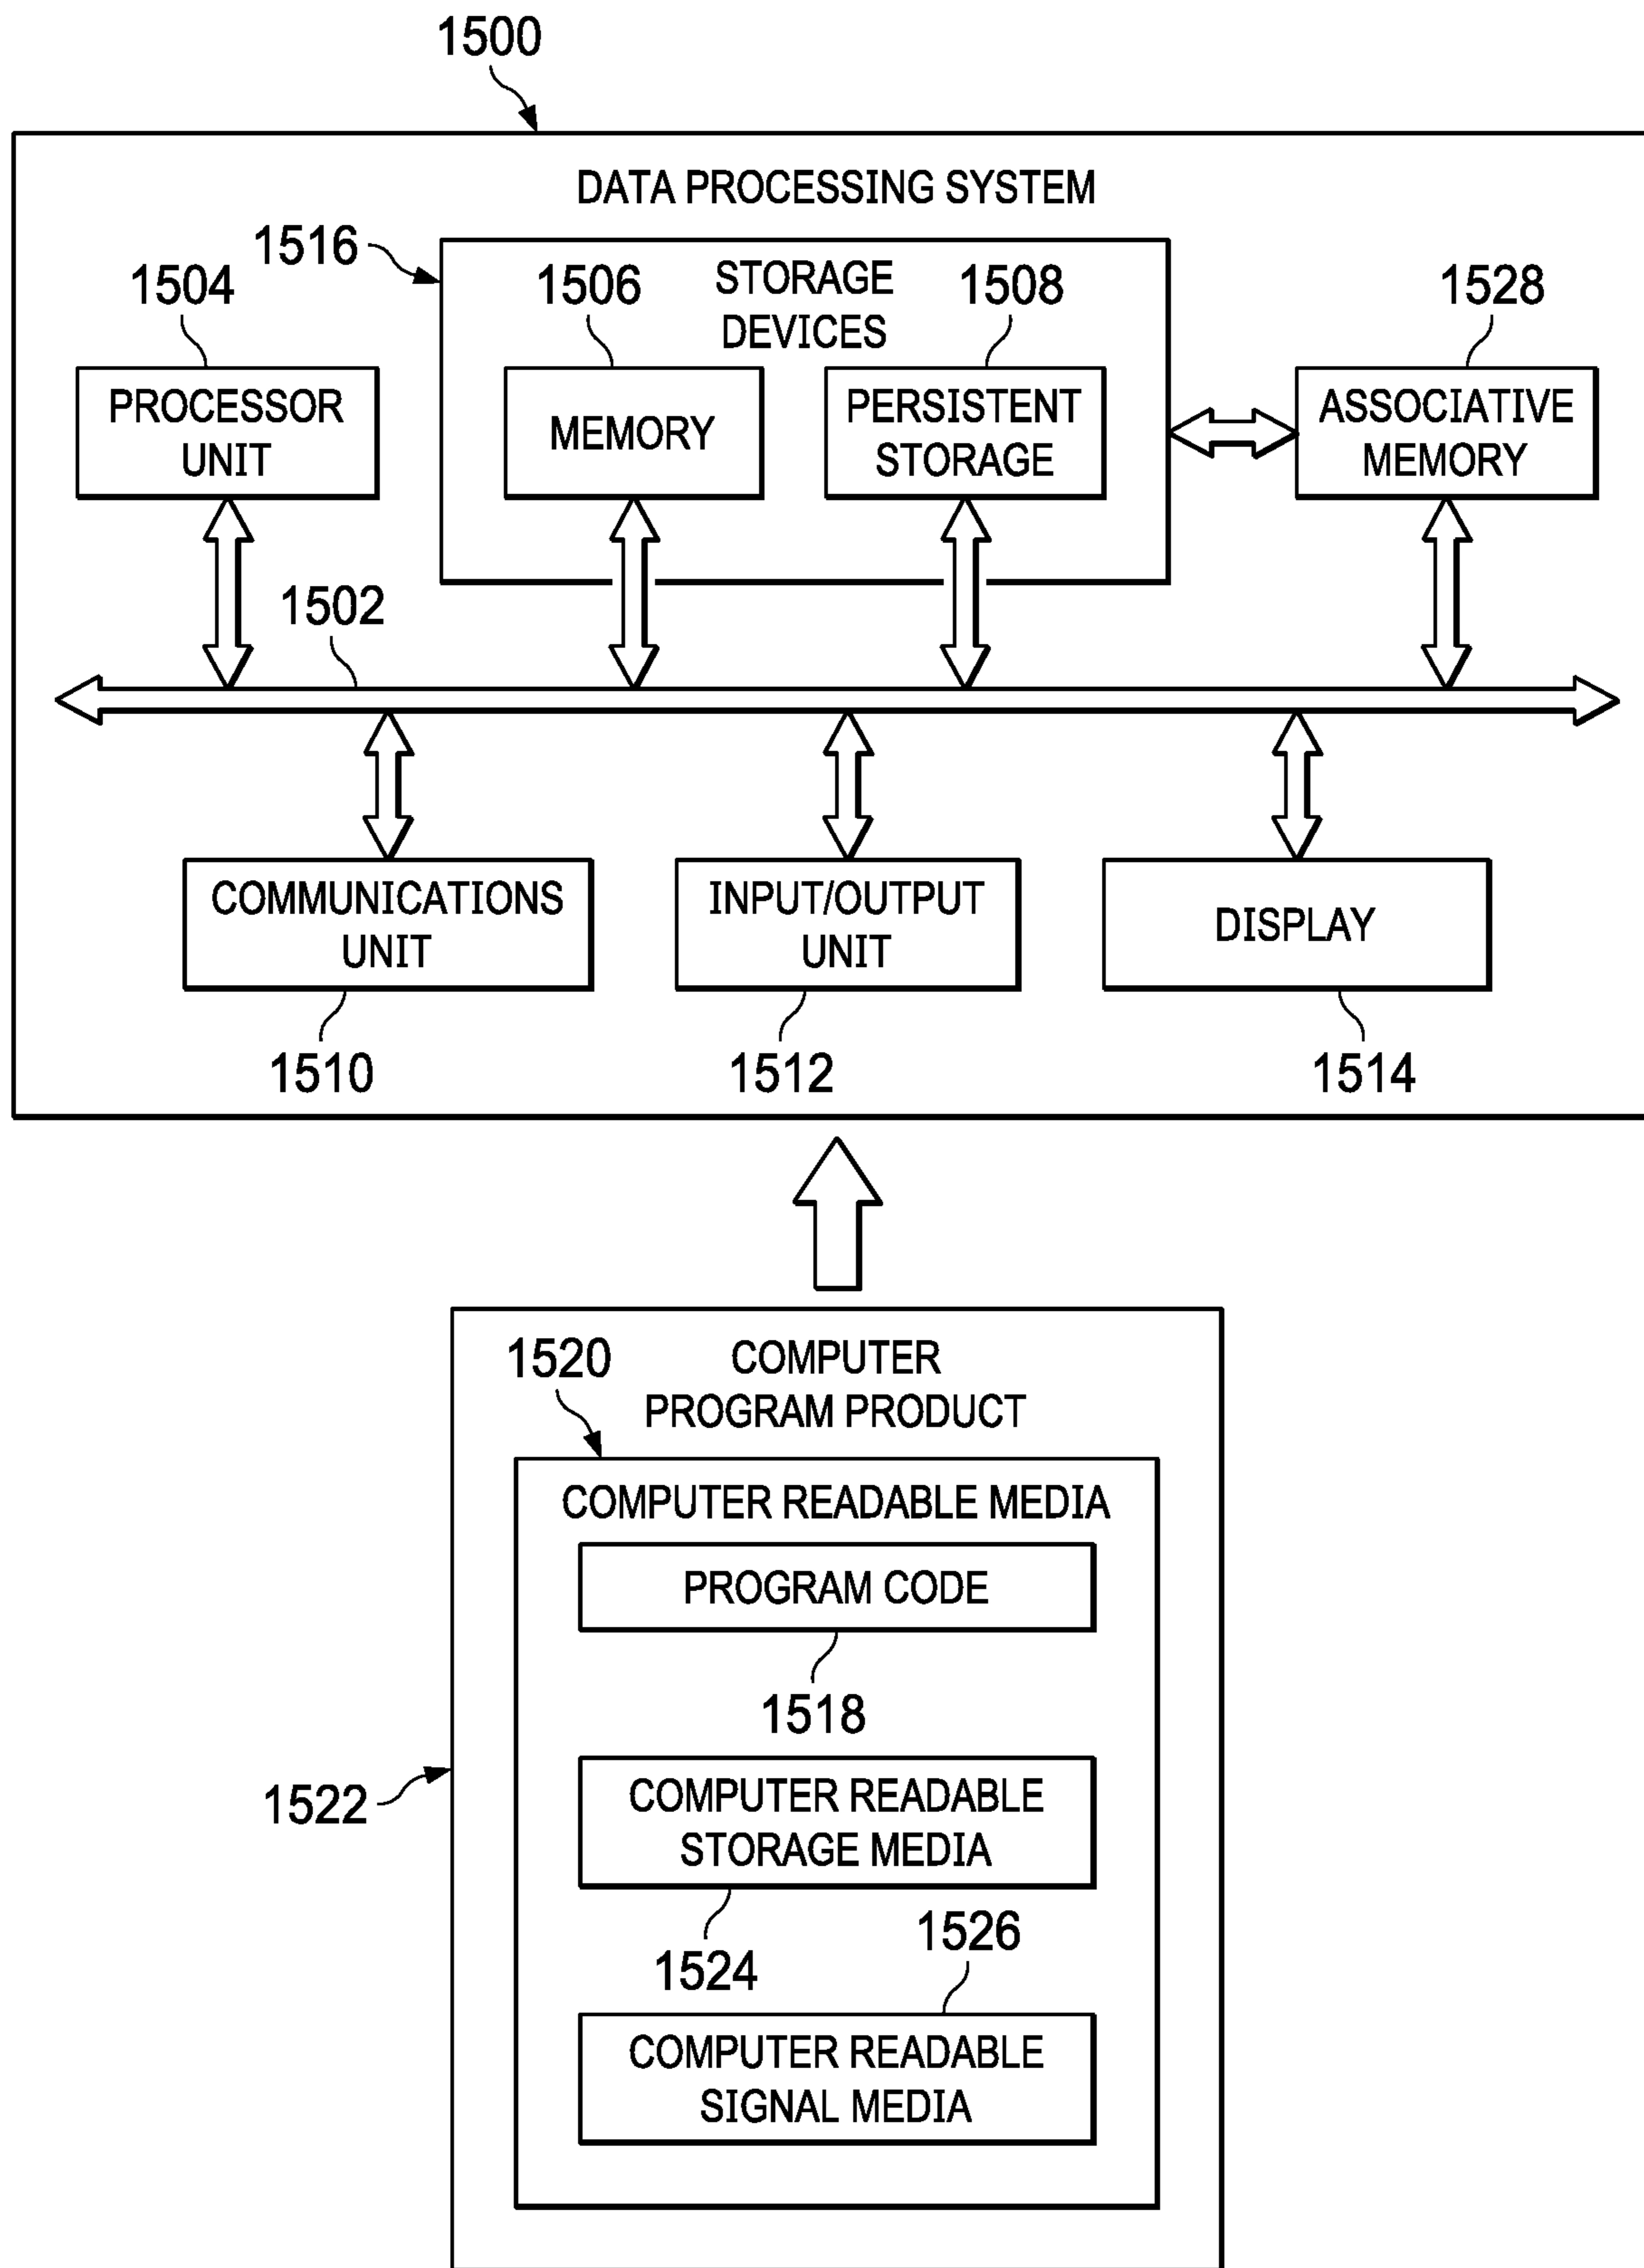 1500
DATA PROCESSING SYSTEM
1516
STORAGE
DEVICES
1504
1506
1508
1528
PROCESSOR
UNIT
MEMORY
PERSISTENT
STORAGE
ASSOCIATIVE
MEMORY
1502
COMMUNICATIONS
UNIT
INPUT/OUTPUT
UNIT
DISPLAY
1510
1512
1514
COMPUTER
PROGRAM PRODUCT
1520
COMPUTER READABLE MEDIA
PROGRAM CODE
1518
1522
COMPUTER READABLE
STORAGE MEDIA
1524
1526
COMPUTER READABLE
SIGNAL MEDIA